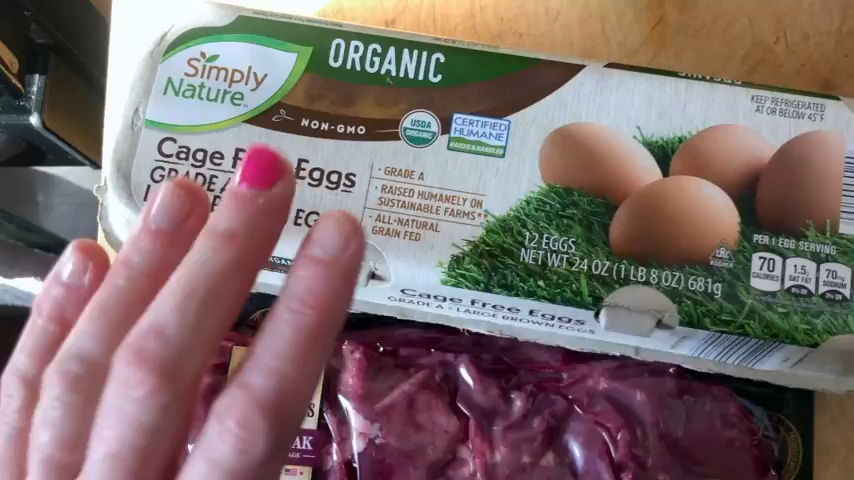 Simply
Nature™
ORGANIC
NON-GMO
USDA
ORGANIC
CERTIFIED
HUMANE
RAISED & HANDLED
KEEP REFRIGERATED
AT OR BELOW 45°F
Cage Eggs
GRADE
• GRADE A
• RAISED HUMANELY ON
SUSTAINABLE FARMS**
• ALL-NATURAL
GRAIN FED
12 EGGS
NET WT 24 OZ (1 LB 8 OZ) 681g
KOSHER
PER 1 EGG SERVING
70
CALORIES
1.5g
SAT FAT
70mg
SODIUM
Cage Free Eggs
GRADE A - LARGE BROWN EGGS